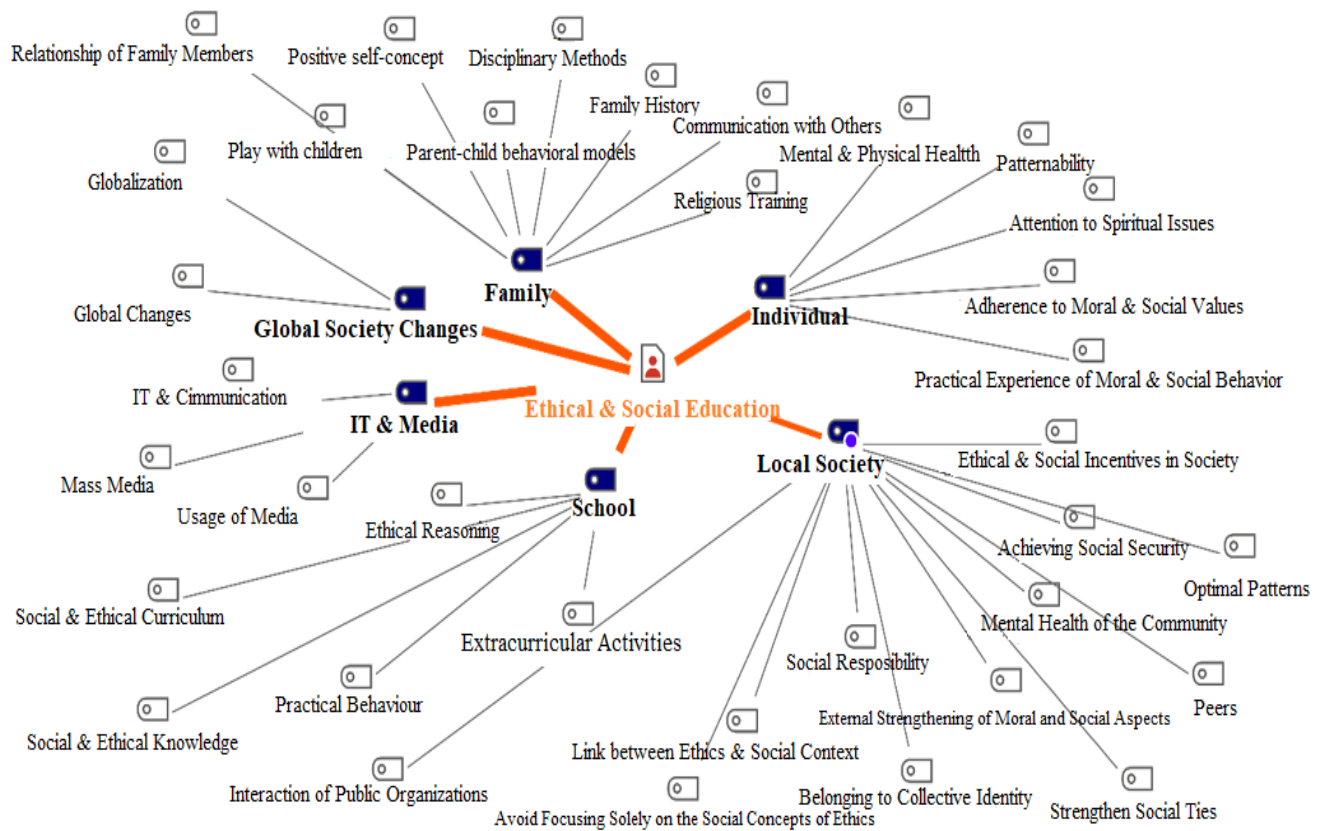 Relationship of Family Members
Positive self-concept
Disciplinary Methods
Family History
Communication with Others
Play with children
Parent-child behavioral models
Mental & Physical Healtth
Patternability
Globalization
Religious Training
Attention to Spiritual Issues
Family
Global Changes
Global Society Changes
Individual
Adherence to Moral & Social Values
IT & Cimmunication
IT & Media
Ethical & Social Education
Practical Experience of Moral & Social Behavior
Mass Media
Usage of Media
School
Local Society
Ethical & Social Incentives in Society
Ethical Reasoning
Achieving Social Security
Optimal Patterns
Social & Ethical Curriculum
Extracurricular Activities
Mental Health of the Community
Social Resposibility
Practical Behaviour
External Strengthening of Moral and Social Aspects
Peers
Social & Ethical Knowledge
Link between Ethics & Social Context
Interaction of Public Organizations
Belonging to Collective Identity
Strengthen Social Ties
Avoid Focusing Solely on the Social Concepts of Ethics